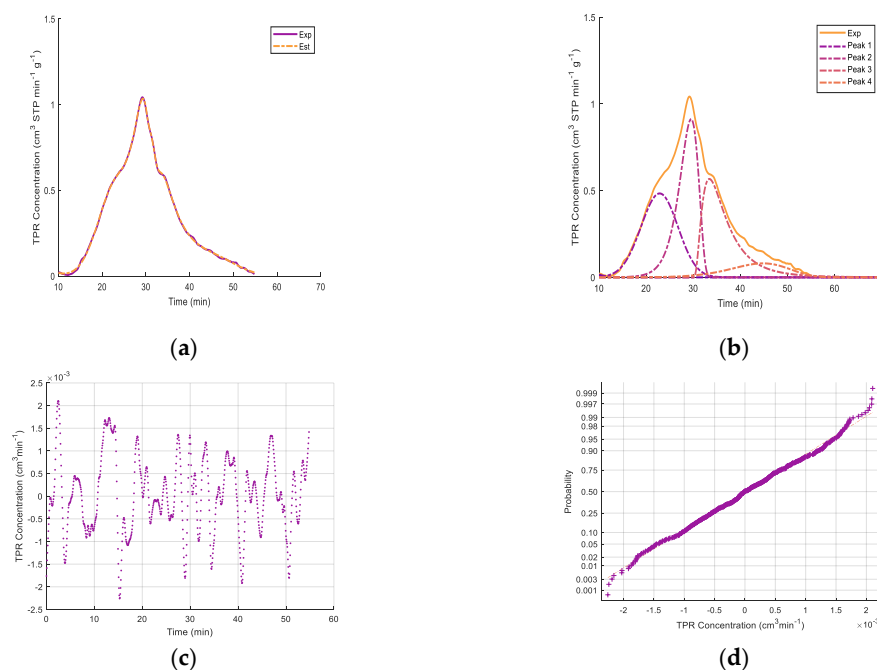 1.5
1
0.5
0
10 20 30 40 50 60 70
Time (min)
TPR Concentration (cm³ STP min⁻¹ g⁻¹)
Exp
Est
(a)
1.5
1
0.5
0
10 20 30 40 50 60
Time (min)
TPR Concentration (cm³ STP min⁻¹ g⁻¹)
Exp
Peak 1
Peak 2
Peak 3
Peak 4
(b)
×10⁻³
2.5
2
1.5
1
0.5
0
-0.5
-1
-1.5
-2
-2.5
0 10 20 30 40 50 60
Time (min)
TPR Concentration (cm³min⁻¹)
(c)
0.999
0.997
0.99
0.98
0.95
0.90
0.75
0.50
0.25
0.10
0.05
0.02
0.01
0.003
0.001
Probability
-2 -1.5 -1 -0.5 0 0.5 1 1.5 2
TPR Concentration (cm³min⁻¹)
(d)